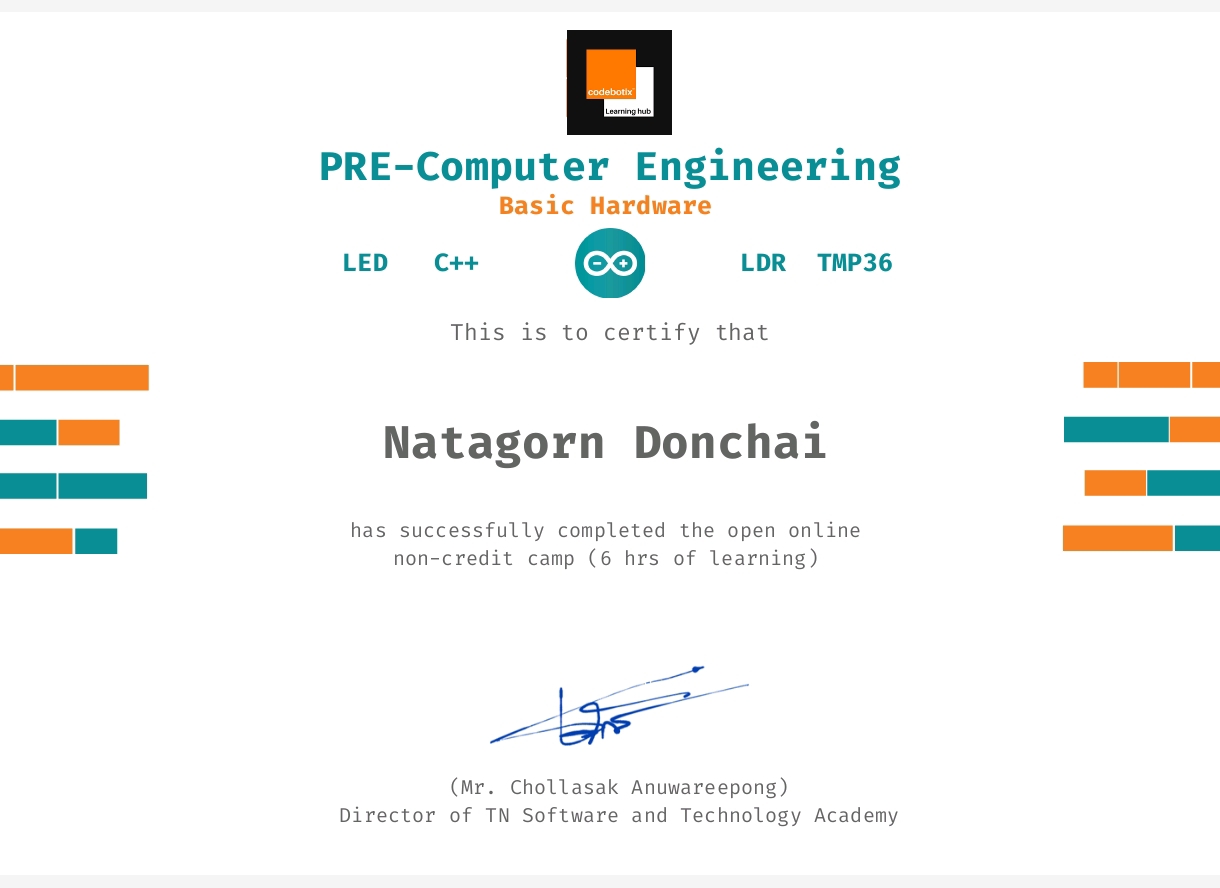 codebotix
Learning hub
PRE-Computer Engineering
Basic Hardware
LED C++ LDR TMP36
This is to certify that
Natagorn Donchai
has successfully completed the open online
non-credit camp (6 hrs of learning)
(Mr. Chollasak Anuwareepong)
Director of TN Software and Technology Academy